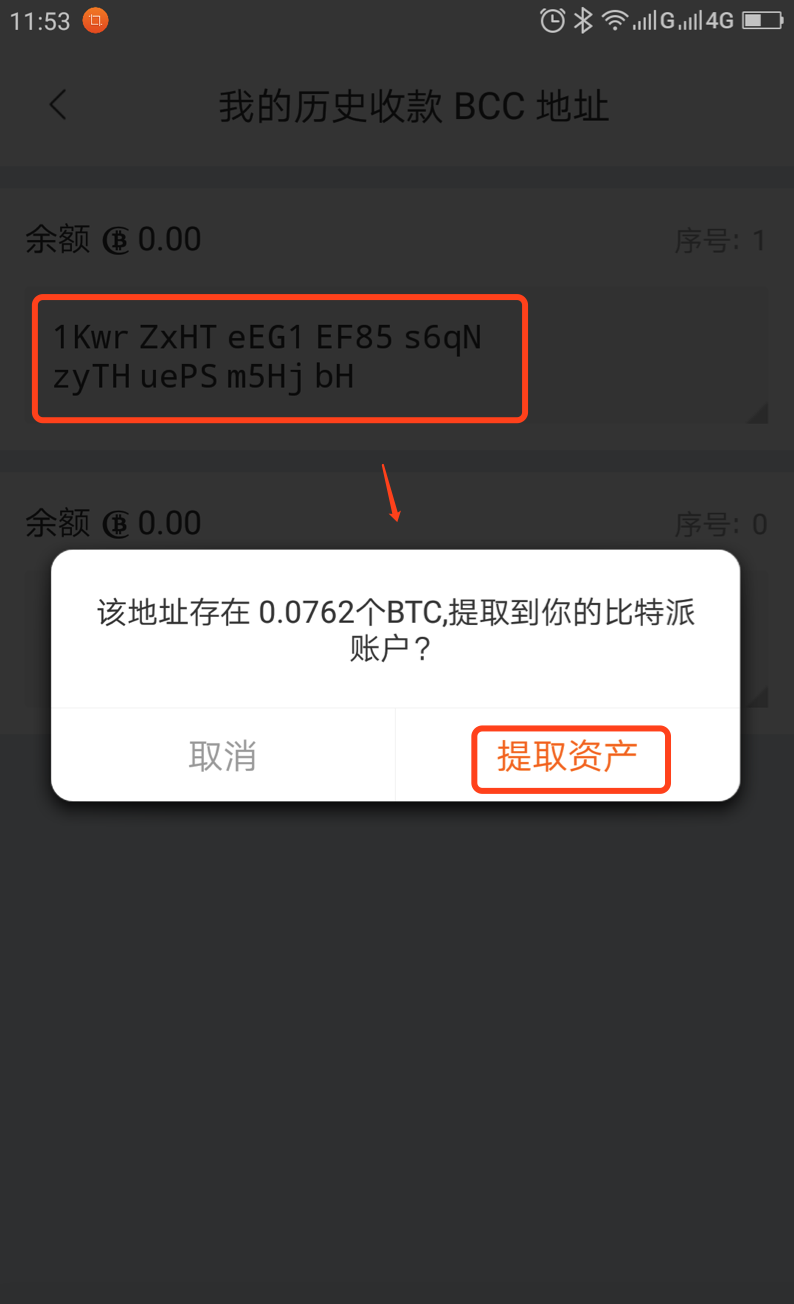 11:53 G 4G
我的历史收款 BCC 地址
余额 0.00 序号: 1
1Kwr ZxHT eEG1 EF85 s6qN
zyTH uePS m5Hj bH
余额 0.00 序号: 0
该地址存在 0.0762个BTC,提取到你的比特派
账户？
取消 提取资产